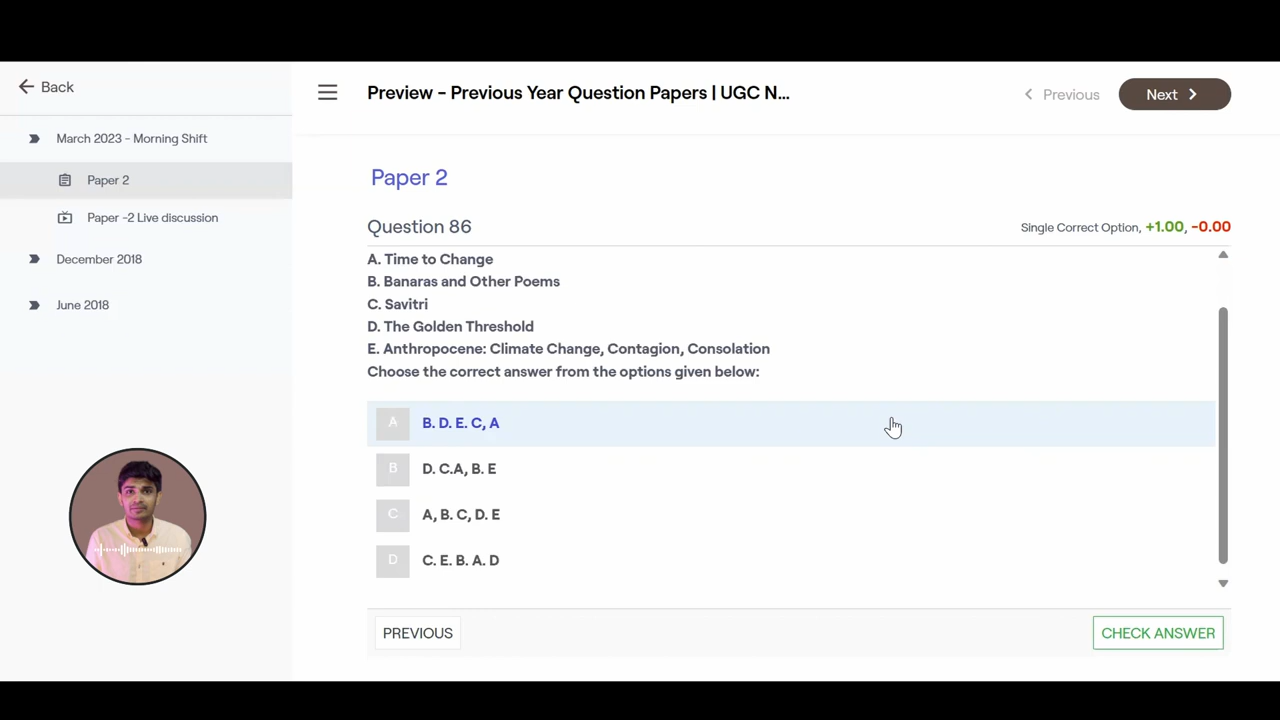 Back
Preview - Previous Year Question Papers | UGC N...
Previous
Next
March 2023 - Morning Shift
Paper 2
Paper -2 Live discussion
December 2018
June 2018
Paper 2
Question 86
Single Correct Option, +1.00, -0.00
A. Time to Change
B. Banaras and Other Poems
C. Savitri
D. The Golden Threshold
E. Anthropocene: Climate Change, Contagion, Consolation
Choose the correct answer from the options given below:
A B. D. E. C, A
B D. C.A, B. E
C A, B. C, D. E
D C. E. B. A. D
PREVIOUS
CHECK ANSWER